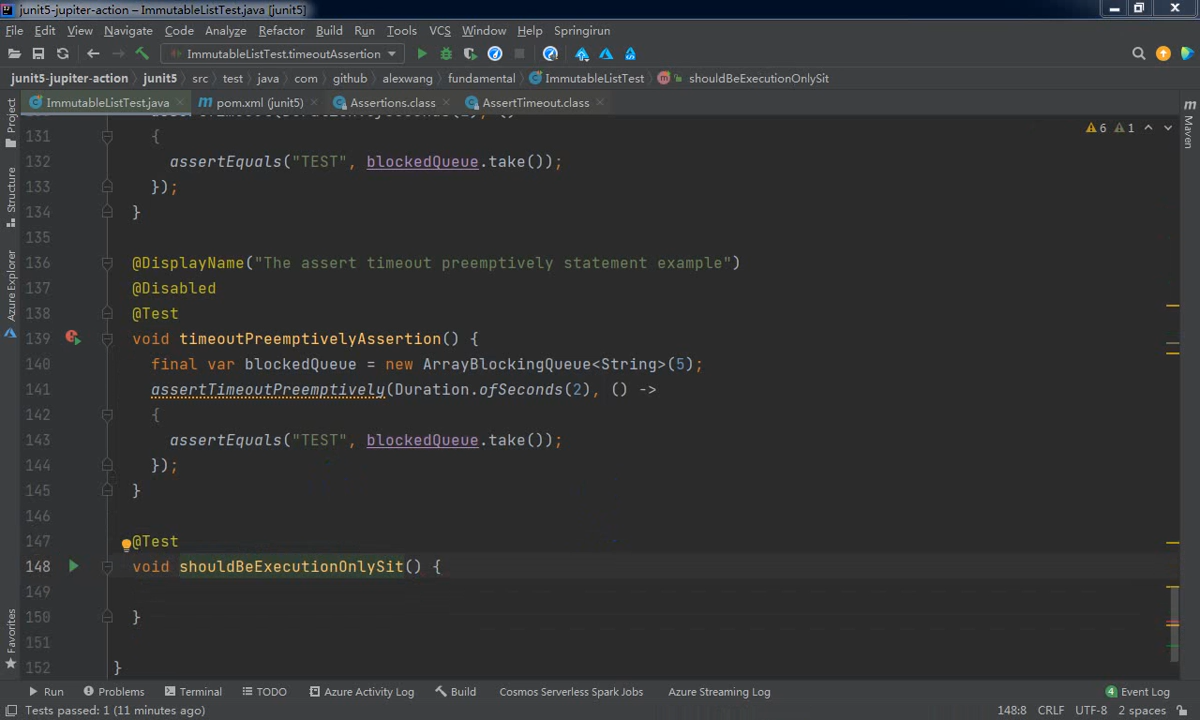 junit5-jupiter-action – ImmutableListTest.java [junit5]
File Edit View Navigate Code Analyze Refactor Build Run Tools VCS Window Help Springirun
ImmutableListTest.timeoutAssertion
junit5-jupiter-action junit5 src test java com github alexwang fundamental ImmutableListTest shouldBeExecutionOnlySit
ImmutableListTest.java pom.xml (junit5) Assertions.class AssertTimeout.class
Project
Structure
Azure Explorer
Favorites
Maven
6 1
131 {
132 assertEquals("TEST", blockedQueue.take());
133 });
134 }
135
136 @DisplayName("The assert timeout preemptively statement example")
137 @Disabled
138 @Test
139 void timeoutPreemptivelyAssertion() {
140 final var blockedQueue = new ArrayBlockingQueue<String>(5);
141 assertTimeoutPreemptively(Duration.ofSeconds(2), () ->
142 {
143 assertEquals("TEST", blockedQueue.take());
144 });
145 }
146
147 @Test
148 void shouldBeExecutionOnlySit() {
149
150 }
151
152 }
Run Problems Terminal TODO Azure Activity Log Build Cosmos Serverless Spark Jobs Azure Streaming Log 4 Event Log
Tests passed: 1 (11 minutes ago) 148:8 CRLF UTF-8 2 spaces